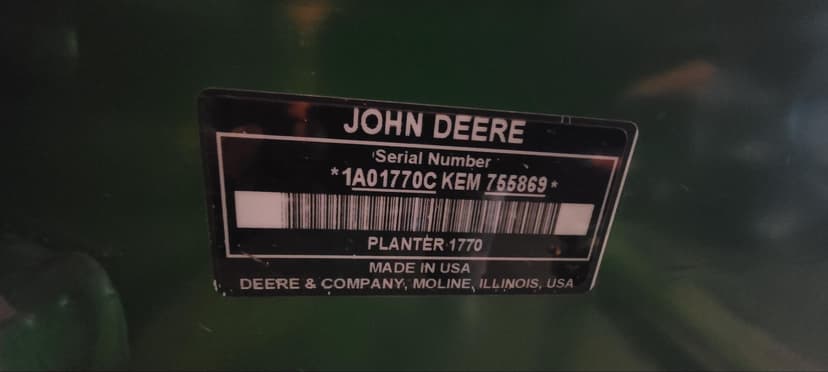 JOHN DEERE
Serial Number
*1A01770C KEM 755869*
PLANTER 1770
MADE IN USA
DEERE & COMPANY, MOLINE, ILLINOIS, USA